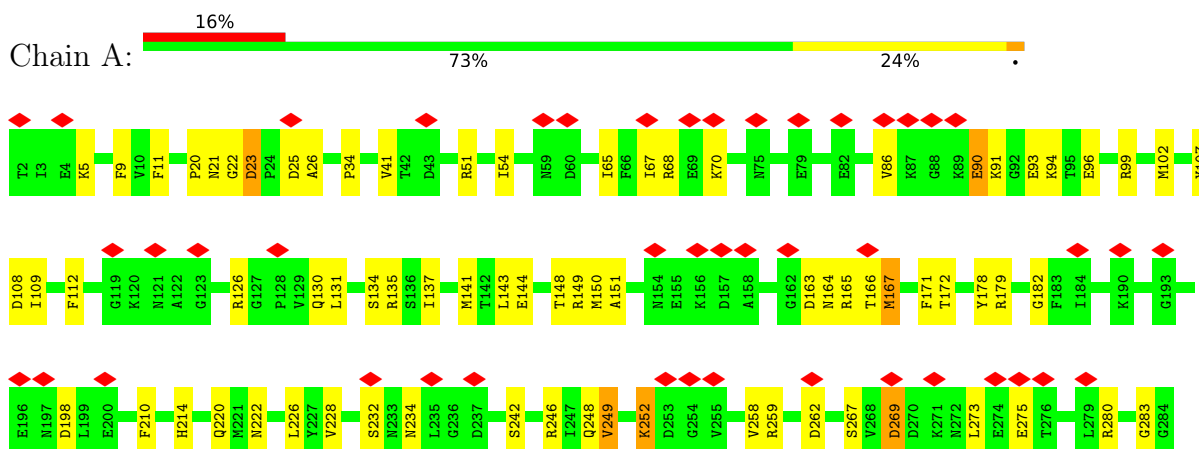 16%
Chain A:
73% 24% •
T2 I3 E4 K5 F9 V10 F11 P20 N21 G22 D23 P24 D25 A26 P34 V41 T42 D43 R51 I54 N59 D60 I65 F66 I67 R68 E69 K70 N75 E79 E82 V86 K87 G88 K89 E90 K91 G92 E93 K94 T95 E96 R99 M102
D108 I109 F112 G119 K120 N121 A122 G123 R126 G127 P128 V129 Q130 L131 S134 R135 S136 I137 M141 T142 L143 E144 T148 R149 M150 A151 N154 E155 K156 D157 A158 G162 D163 N164 R165 T166 M167 F171 T172 Y178 R179 G182 F183 I184 K190 G193
E196 N197 D198 L199 E200 F210 H214 Q220 M221 N222 L226 Y227 V228 S232 N233 N234 L235 G236 D237 S242 R246 I247 Q248 V249 K252 D253 G254 V255 V258 R259 D262 S267 V268 D269 D270 K271 N272 L273 E274 E275 T276 L279 R280 G283 G284